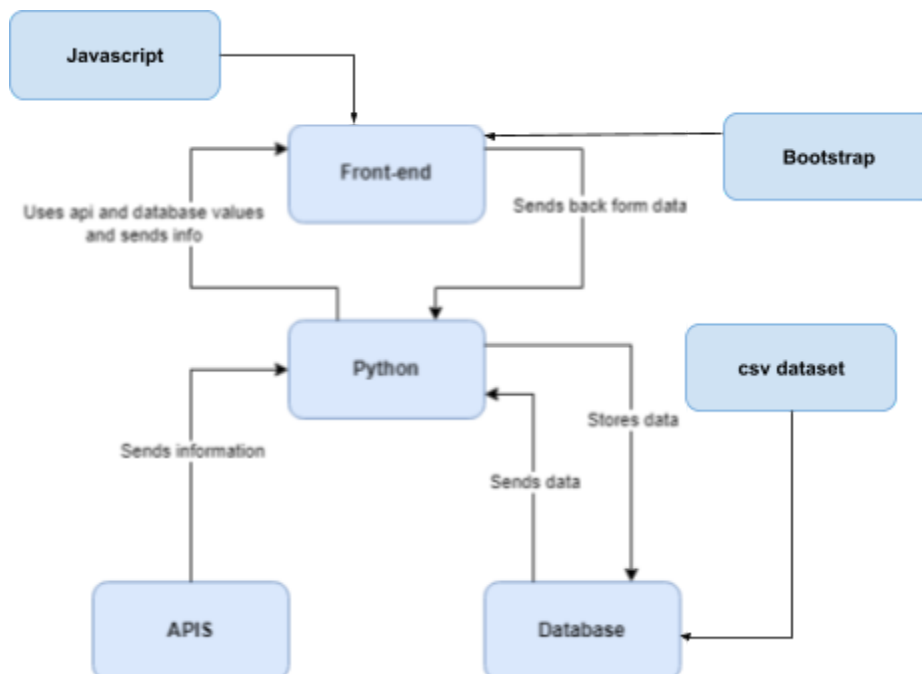 Javascript
Bootstrap
Front-end
Uses api and database values
and sends info
Sends back form data
Python
csv dataset
Stores data
Sends information
Sends data
APIS
Database